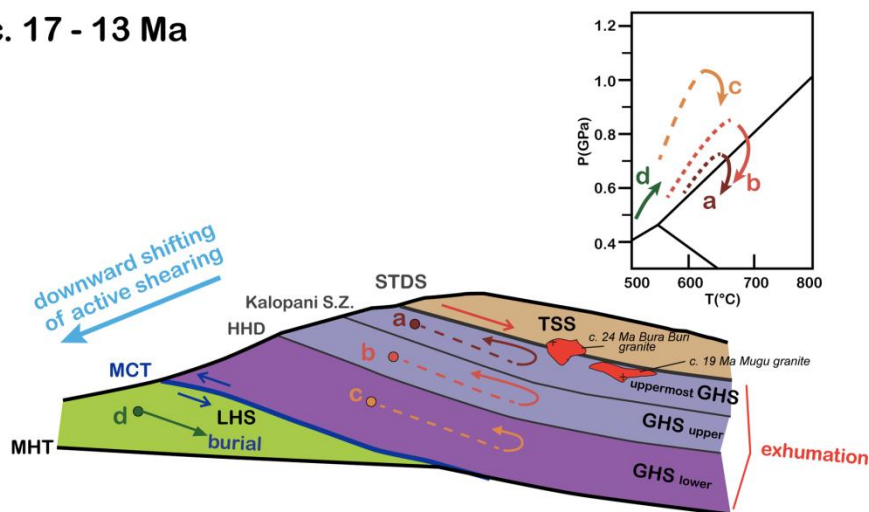 c. 17 - 13 Ma
1.2
1.0
0.8
0.6
0.4
P(GPa)
500
600
700
800
T(°C)
a
b
c
d
downward shifting
of active shearing
STDS
Kalopani S.Z.
HHD
MCT
MHT
TSS
c. 24 Ma Bura Buri
granite
c. 19 Ma Mugu granite
uppermost GHS
GHS upper
GHS lower
a
b
c
d
LHS
burial
exhumation